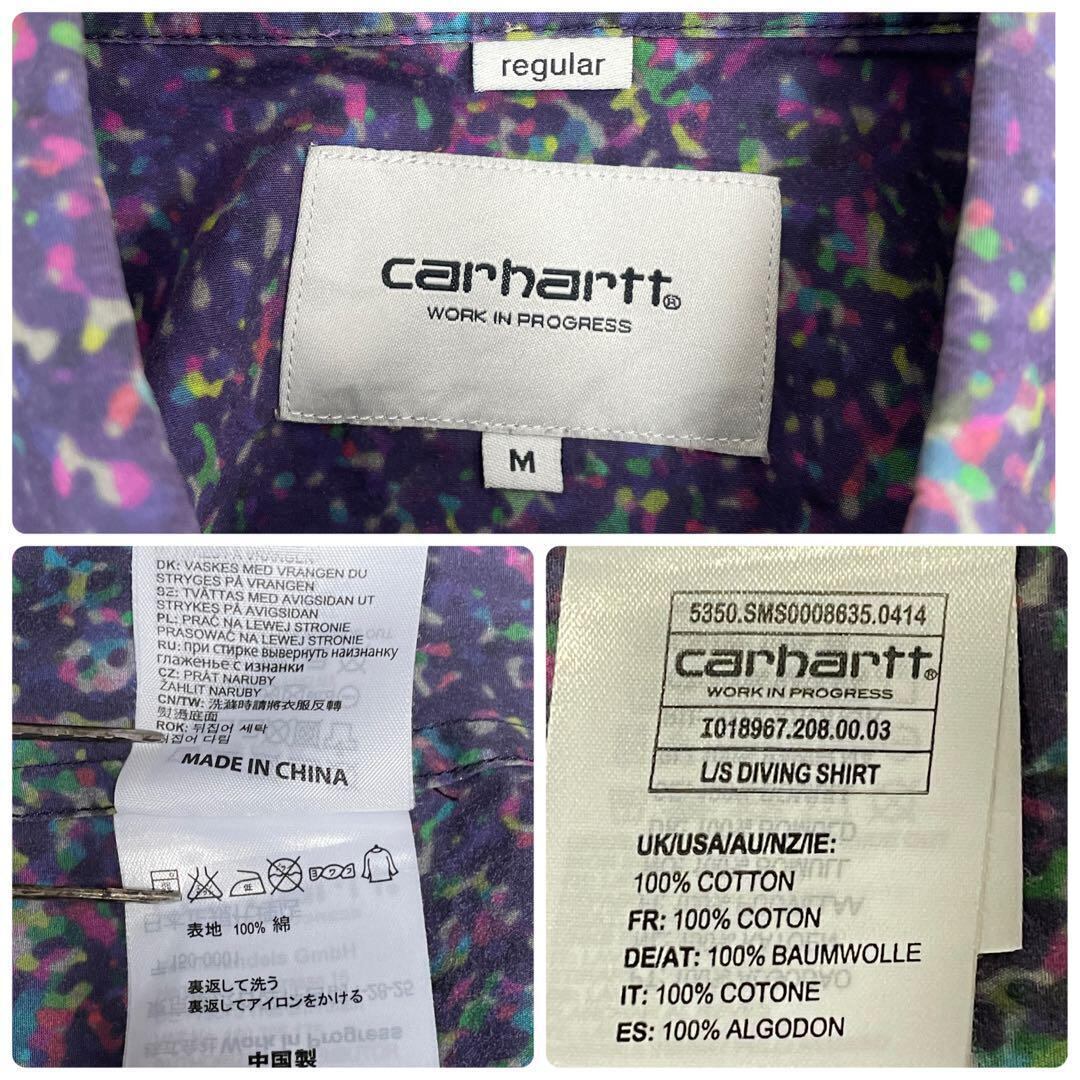 regular
carhartt®
WORK IN PROGRESS
M
DK: VASKES MED VRANGEN DU
STRYGES PÅ VRANGEN
SE: TVÄTTAS MED AVIGSIDAN UT
STRYKES PÅ AVIGSIDAN
PL: PRAĆ NA LEWEJ STRONIE
PRASOWAĆ NA LEWEJ STRONIE
RU: при стирке вывернуть наизнанку
глаженье с изнанки
CZ: PRÁT NARUBY
ŽAHLIT NARUBY
CN/TW: 洗滌時請將衣服反轉
熨燙底面
ROK: 뒤집어 세탁
뒤집어 다림
MADE IN CHINA
低
表地 100% 綿
裏返して洗う
裏返してアイロンをかける
中国製
5350.SMS0008635.0414
carhartt®
WORK IN PROGRESS
I018967.208.00.03
L/S DIVING SHIRT
UK/USA/AU/NZ/IE:
100% COTTON
FR: 100% COTON
DE/AT: 100% BAUMWOLLE
IT: 100% COTONE
ES: 100% ALGODON